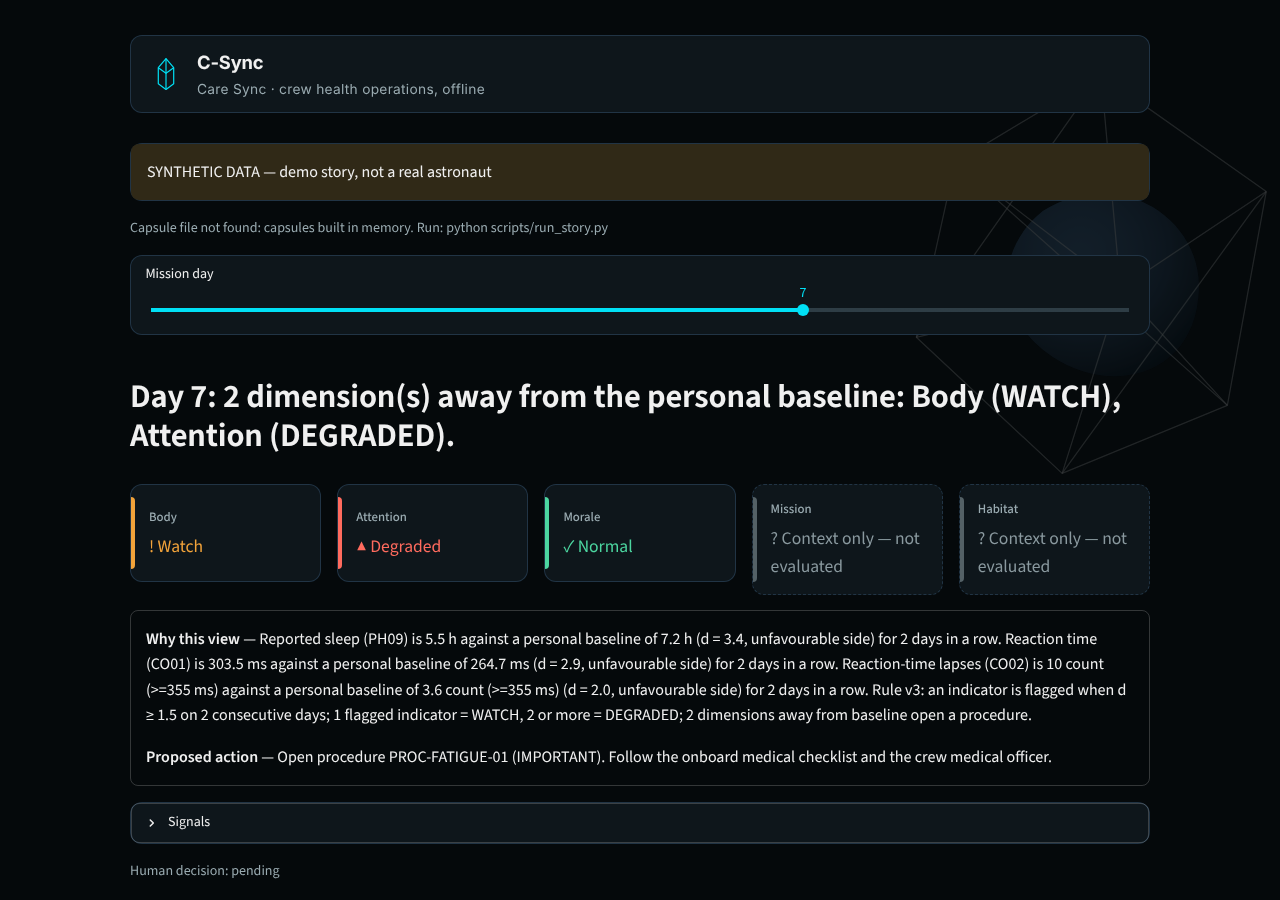 C-Sync
Care Sync · crew health operations, offline
SYNTHETIC DATA — demo story, not a real astronaut
Capsule file not found: capsules built in memory. Run: python scripts/run_story.py
Mission day
7
Day 7: 2 dimension(s) away from the personal baseline: Body (WATCH),
Attention (DEGRADED).
Body
! Watch
Attention
▲ Degraded
Morale
✓ Normal
Mission
? Context only — not
evaluated
Habitat
? Context only — not
evaluated
Why this view — Reported sleep (PH09) is 5.5 h against a personal baseline of 7.2 h (d = 3.4, unfavourable side) for 2 days in a row. Reaction time
(CO01) is 303.5 ms against a personal baseline of 264.7 ms (d = 2.9, unfavourable side) for 2 days in a row. Reaction-time lapses (CO02) is 10 count
(>=355 ms) against a personal baseline of 3.6 count (>=355 ms) (d = 2.0, unfavourable side) for 2 days in a row. Rule v3: an indicator is flagged when d
≥ 1.5 on 2 consecutive days; 1 flagged indicator = WATCH, 2 or more = DEGRADED; 2 dimensions away from baseline open a procedure.
Proposed action — Open procedure PROC-FATIGUE-01 (IMPORTANT). Follow the onboard medical checklist and the crew medical officer.
Signals
Human decision: pending